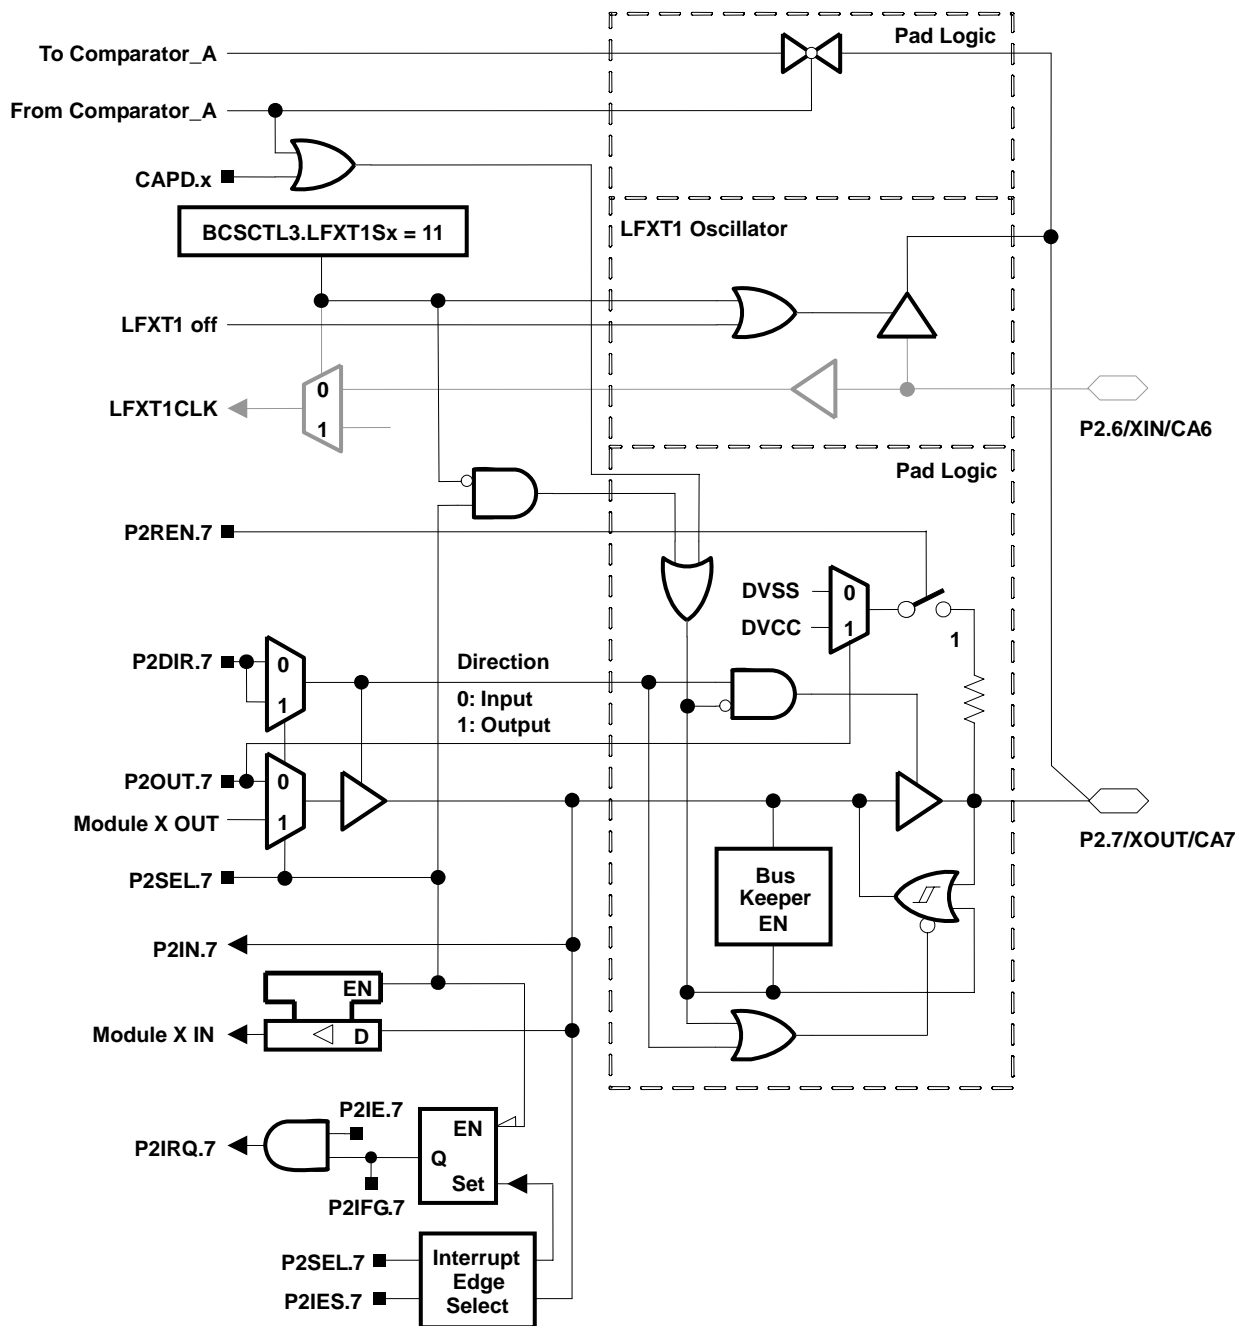 Pad Logic
To Comparator_A
From Comparator_A
CAPD.x
BCSCTL3.LFXT1Sx = 11
LFXT1 Oscillator
LFXT1 off
0
LFXT1CLK
1
P2.6/XIN/CA6
Pad Logic
P2REN.7
DVSS
0
DVCC
1
1
P2DIR.7
0
1
Direction
0: Input
1: Output
P2OUT.7
0
Module X OUT
1
P2.7/XOUT/CA7
P2SEL.7
Bus
Keeper
EN
P2IN.7
EN
Module X IN
D
P2IE.7
P2IRQ.7
EN
Q
Set
P2IFG.7
P2SEL.7
P2IES.7
Interrupt
Edge
Select